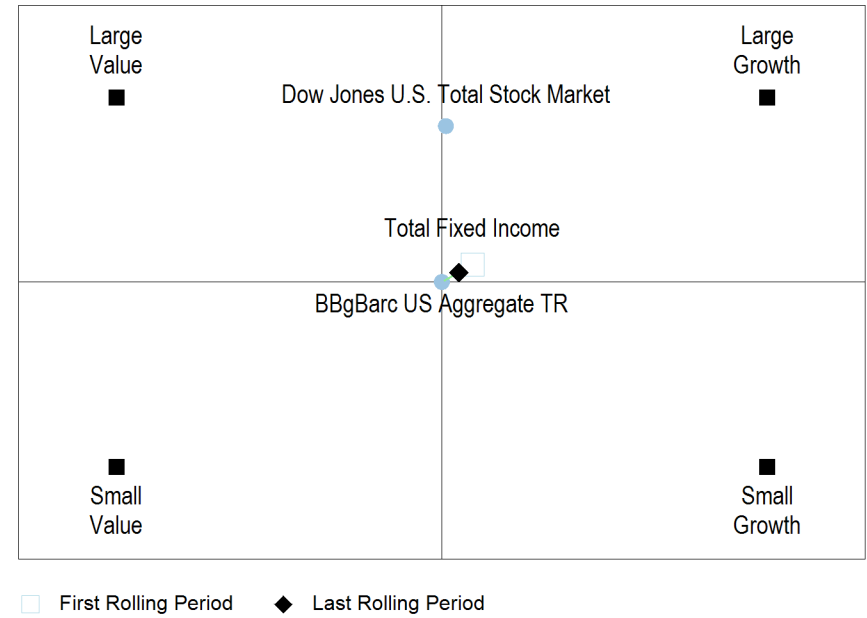 Large
Value
Large
Growth
Dow Jones U.S. Total Stock Market
Total Fixed Income
BBgBarc US Aggregate TR
Small
Value
Small
Growth
First Rolling Period
Last Rolling Period